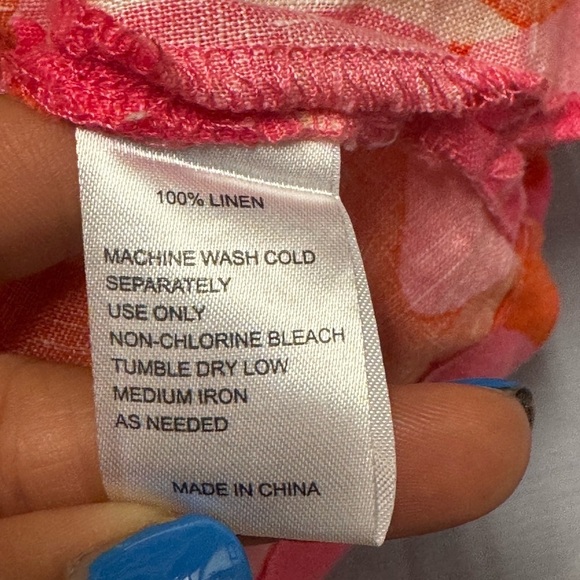 100% LINEN
MACHINE WASH COLD
SEPARATELY
USE ONLY
NON-CHLORINE BLEACH
TUMBLE DRY LOW
MEDIUM IRON
AS NEEDED
MADE IN CHINA